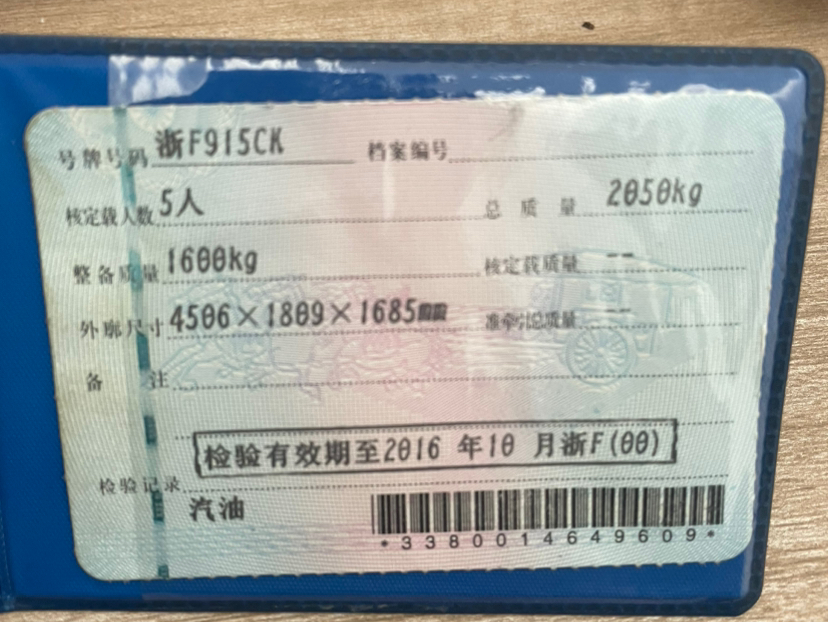 号牌号码 浙F915CK 档案编号
核定载人数 5人 总质量 2050kg
整备质量 1600kg 核定载质量 --
外廓尺寸 4506×1809×1685mm 准牵引总质量 --
备注
检验有效期至2016 年10 月浙F(00)
检验记录
汽油
*3380014649609*